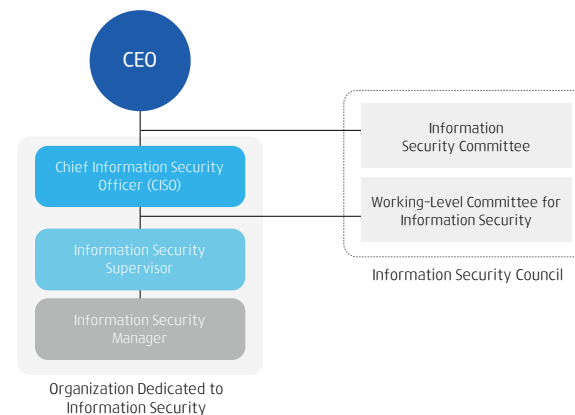 CEO
Information
Security Committee
Chief Information Security
Officer (CISO)
Working-Level Committee for
Information Security
Information Security
Supervisor
Information Security Council
Information Security
Manager
Organization Dedicated to
Information Security